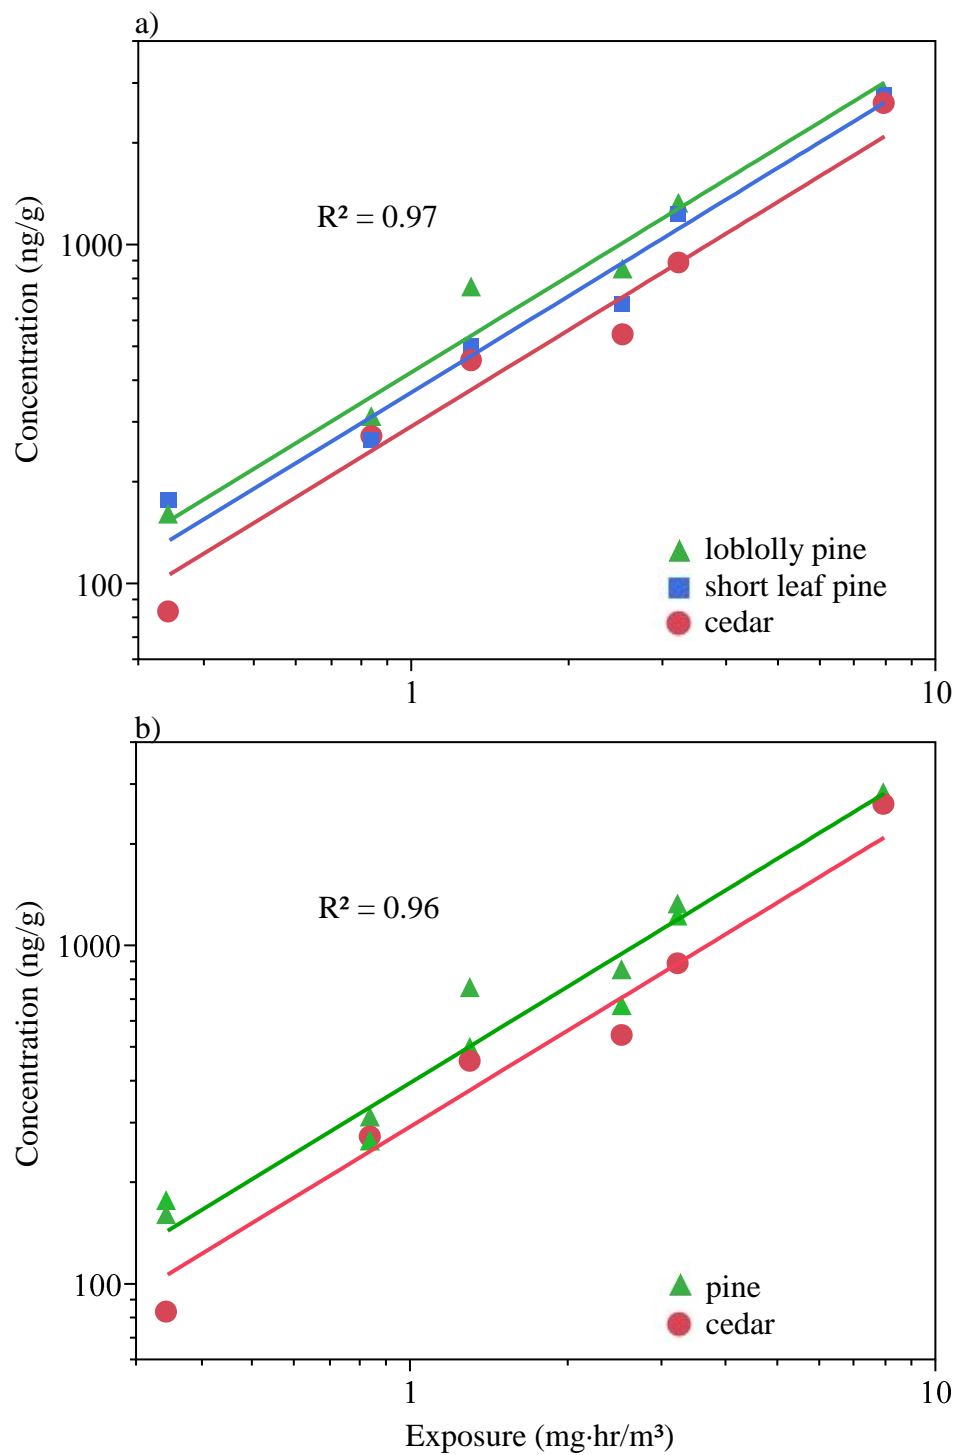 a)
Concentration (ng/g)
1000
100
R² = 0.97
loblolly pine
short leaf pine
cedar
1
10
b)
Concentration (ng/g)
1000
100
R² = 0.96
pine
cedar
1
10
Exposure (mg·hr/m³)